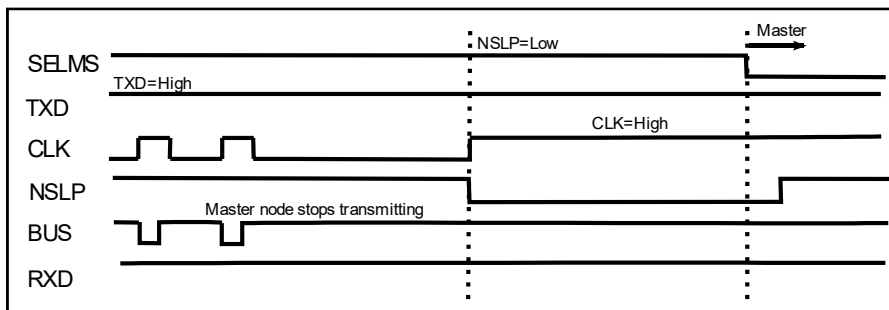 Master
NSLP=Low
SELMS
TXD=High
TXD
CLK=High
CLK
NSLP
Master node stops transmitting
BUS
RXD